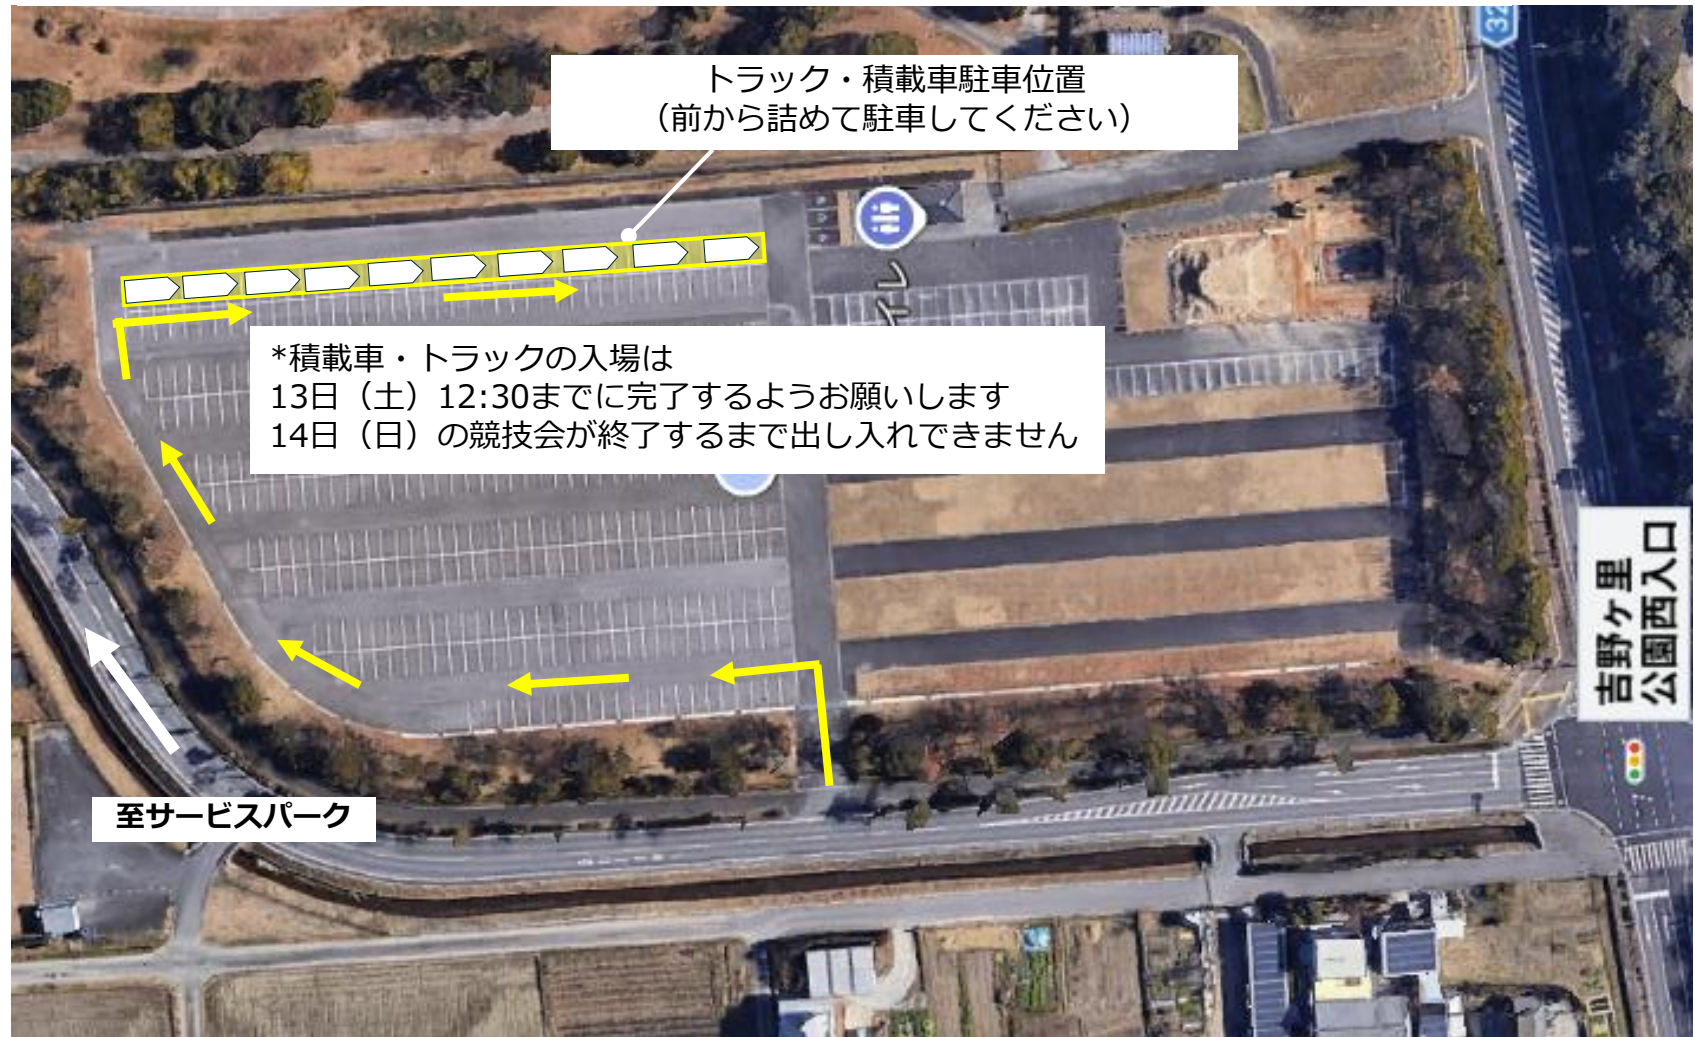 32
トラック・積載車駐車位置
（前から詰めて駐車してください）
イレ
*積載車・トラックの入場は
13日（土）12:30までに完了するようお願いします
14日（日）の競技会が終了するまで出し入れできません
吉野ヶ里
公園西入口
至サービスパーク